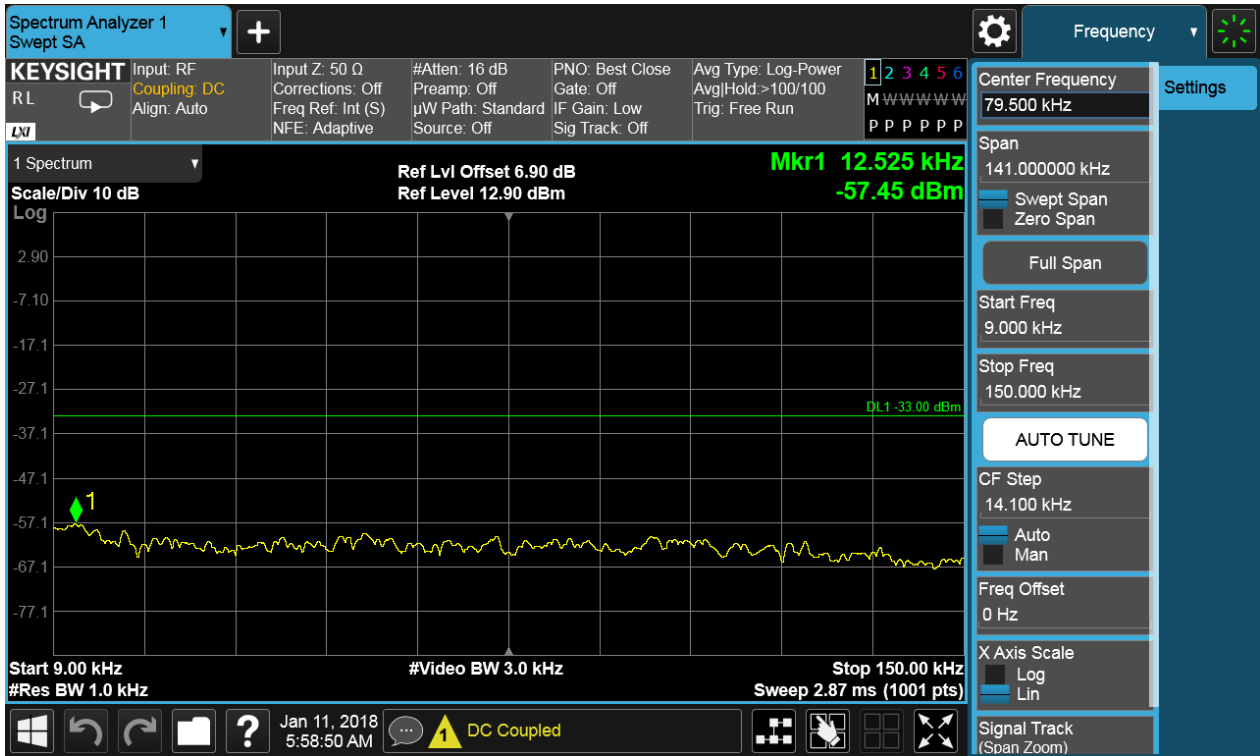 Spectrum Analyzer 1
Swept SA
+
Frequency
KEYSIGHT
RL
LXI
Input: RF
Coupling: DC
Align: Auto
Input Z: 50 Ω
Corrections: Off
Freq Ref: Int (S)
NFE: Adaptive
#Atten: 16 dB
Preamp: Off
µW Path: Standard
Source: Off
PNO: Best Close
Gate: Off
IF Gain: Low
Sig Track: Off
Avg Type: Log-Power
Avg|Hold:>100/100
Trig: Free Run
1 2 3 4 5 6
M W W W W W
P P P P P P
1 Spectrum
Scale/Div 10 dB
Log
Ref Lvl Offset 6.90 dB
Ref Level 12.90 dBm
Mkr1 12.525 kHz
-57.45 dBm
2.90
-7.10
-17.1
-27.1
DL1 -33.00 dBm
-37.1
-47.1
1
-57.1
-67.1
-77.1
Start 9.00 kHz
#Res BW 1.0 kHz
#Video BW 3.0 kHz
Stop 150.00 kHz
Sweep 2.87 ms (1001 pts)
Center Frequency
79.500 kHz
Span
141.000000 kHz
Swept Span
Zero Span
Full Span
Start Freq
9.000 kHz
Stop Freq
150.000 kHz
AUTO TUNE
CF Step
14.100 kHz
Auto
Man
Freq Offset
0 Hz
X Axis Scale
Log
Lin
Signal Track
(Span Zoom)
Settings
?
Jan 11, 2018
5:58:50 AM
1
DC Coupled